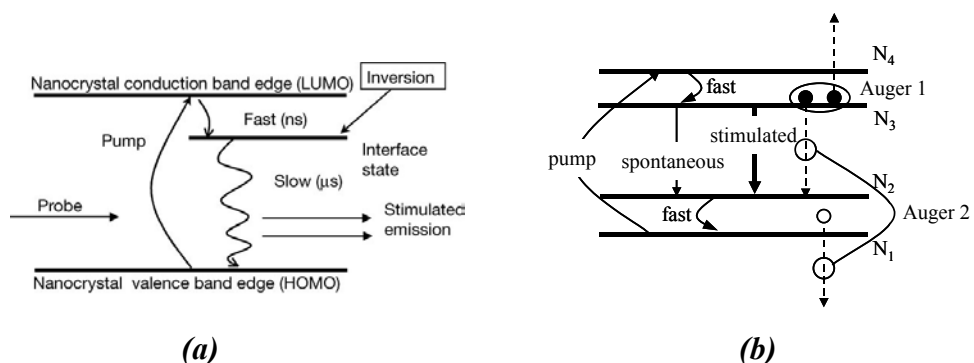 Nanocrystal conduction band edge (LUMO)
Inversion
Fast (ns)
Pump
Interface
state
Slow (μs)
Probe
Stimulated
emission
Nanocrystal valence band edge (HOMO)
(a)
N4
fast
Auger 1
N3
stimulated
pump
spontaneous
N2
fast
Auger 2
N1
(b)